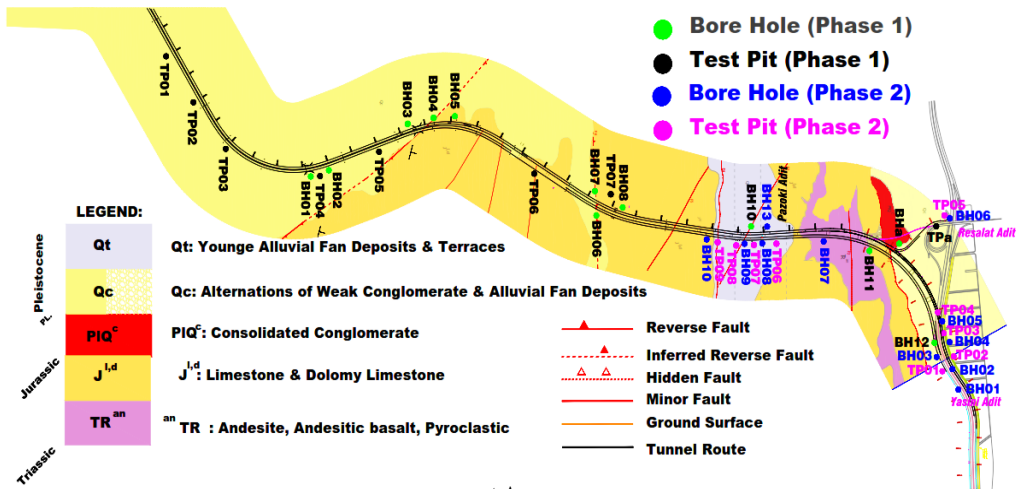 Bore Hole (Phase 1)
Test Pit (Phase 1)
Bore Hole (Phase 2)
Test Pit (Phase 2)
TP01
TP02
TP03
BH01
TP04
BH02
TP05
BH03
BH04
BH05
TP06
BH07
TP07
BH08
BH06
BH10
BH13
Pazoki Adit
BH10
TP09
TP08
BH09
TP07
BH08
TP06
BH07
BH11
TPa
TP05
BH06
Resalat Adit
TP04
BH05
TP03
BH12
BH04
BH03
TP02
TP01
BH02
BH01
Yasini Adit
LEGEND:
Pleistocene
PL.
Jurassic
Triassic
Qt
Qt: Younge Alluvial Fan Deposits & Terraces
Qc
Qc: Alternations of Weak Conglomerate & Alluvial Fan Deposits
PlQc
PlQc: Consolidated Conglomerate
Jl,d
Jl,d: Limestone & Dolomy Limestone
TRan
an TR : Andesite, Andesitic basalt, Pyroclastic
Reverse Fault
Inferred Reverse Fault
Hidden Fault
Minor Fault
Ground Surface
Tunnel Route